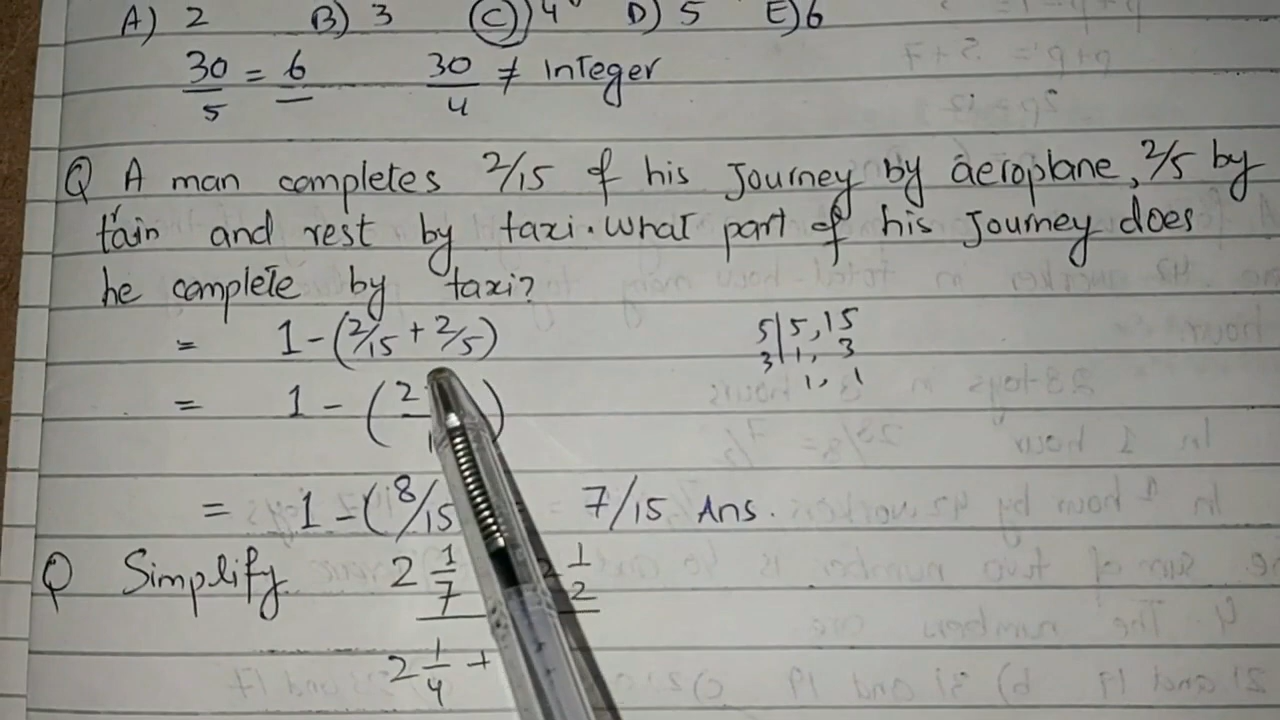 A) 2 B) 3 C) 4 D) 5 E) 6
30/5 = 6 30/4 ≠ Integer
Q A man completes 2/15 of his Journey by aeroplane, 2/5 by
train and rest by taxi. What part of his Journey does
he complete by taxi?
= 1 - (2/15 + 2/5) 5|5, 15
3|1, 3
1, 1
= 1 - (2
= 1 - (8/15 = 7/15 Ans.
Q Simplify 2 1/7 2 1/2
2 1/4 +